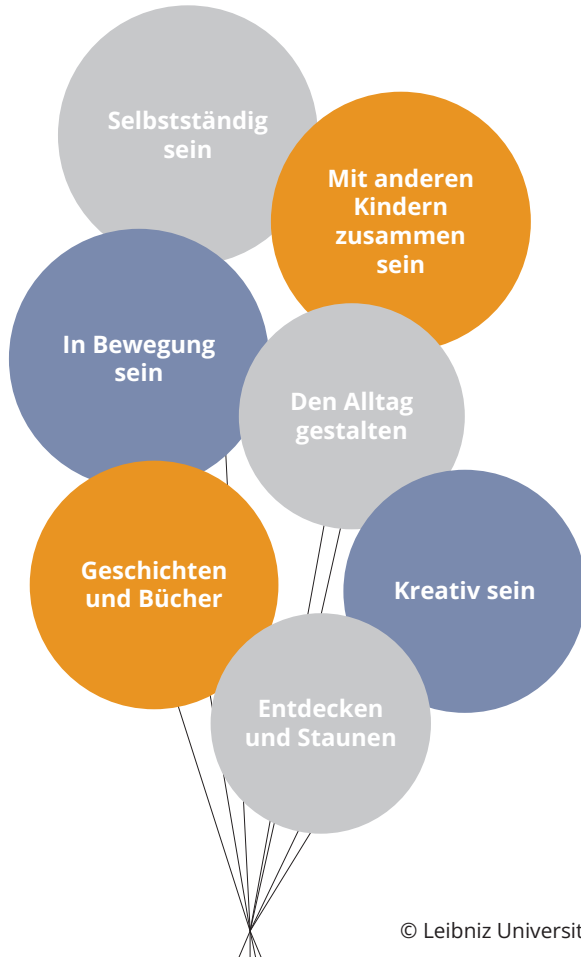 Selbstständig
sein
Mit anderen
Kindern
zusammen
sein
In Bewegung
sein
Den Alltag
gestalten
Geschichten
und Bücher
Kreativ sein
Entdecken
und Staunen
© Leibniz Universit